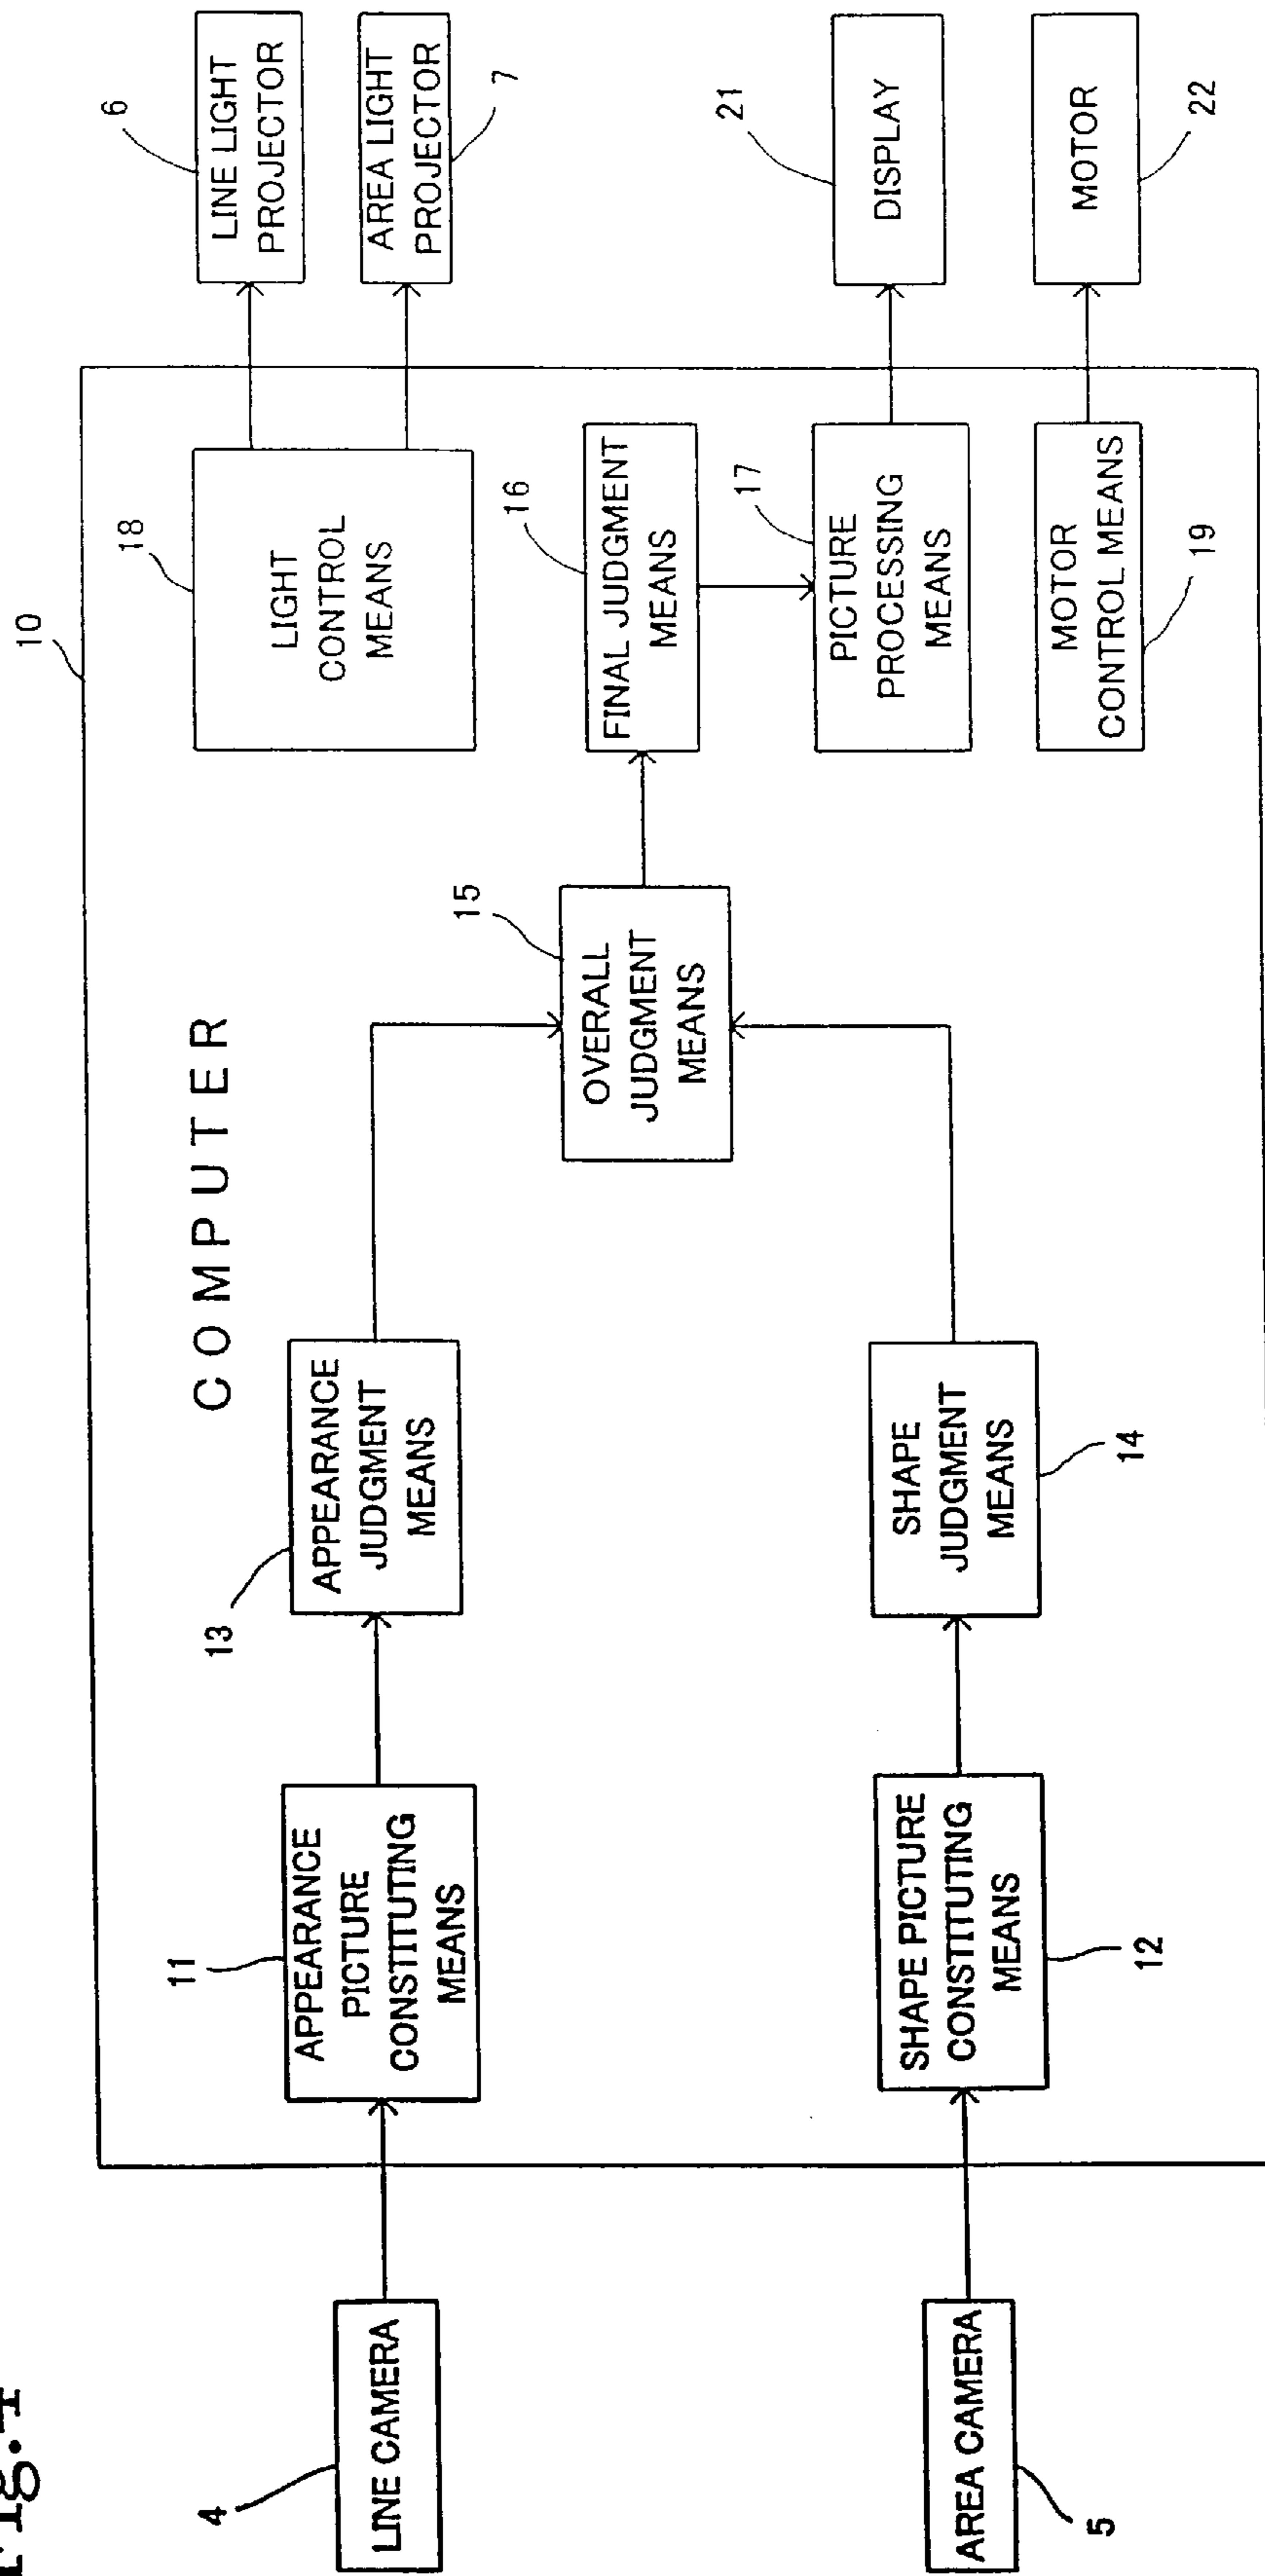 Fig.4
10
COMPUTER
4
LINE CAMERA
5
AREA CAMERA
11
APPEARANCE
PICTURE
CONSTITUTING
MEANS
12
SHAPE PICTURE
CONSTITUTING
MEANS
13
APPEARANCE
JUDGMENT
MEANS
14
SHAPE
JUDGMENT
MEANS
15
OVERALL
JUDGMENT
MEANS
18
LIGHT
CONTROL
MEANS
16
FINAL JUDGMENT
MEANS
17
PICTURE
PROCESSING
MEANS
MOTOR
CONTROL MEANS
19
6
LINE LIGHT
PROJECTOR
AREA LIGHT
PROJECTOR
7
21
DISPLAY
MOTOR
22